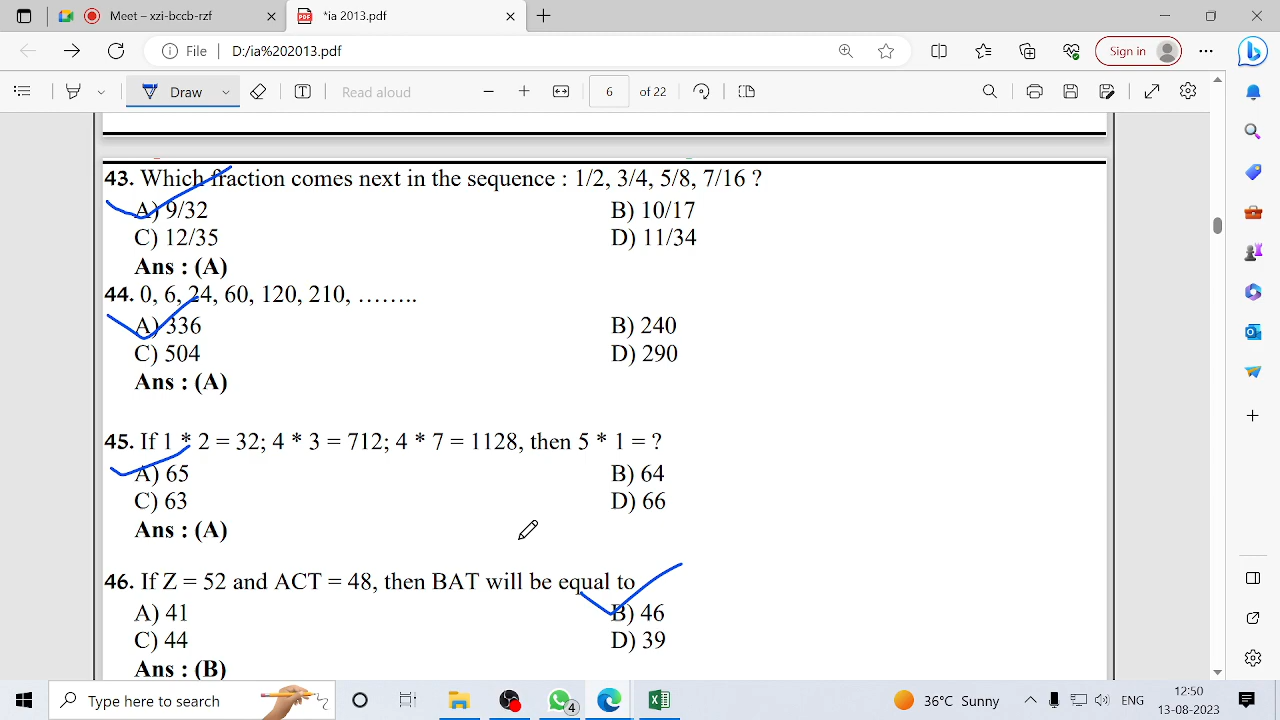 Meet – xzi-bccb-rzf
*ia 2013.pdf
File D:/ia%202013.pdf
Sign in
Draw
Read aloud
6 of 22
43. Which fraction comes next in the sequence : 1/2, 3/4, 5/8, 7/16 ?
A) 9/32 B) 10/17
C) 12/35 D) 11/34
Ans : (A)
44. 0, 6, 24, 60, 120, 210, ……..
A) 336 B) 240
C) 504 D) 290
Ans : (A)
45. If 1 * 2 = 32; 4 * 3 = 712; 4 * 7 = 1128, then 5 * 1 = ?
A) 65 B) 64
C) 63 D) 66
Ans : (A)
46. If Z = 52 and ACT = 48, then BAT will be equal to
A) 41 B) 46
C) 44 D) 39
Ans : (B)
Type here to search
4
36°C Sunny
ENG
12:50
13-08-2023